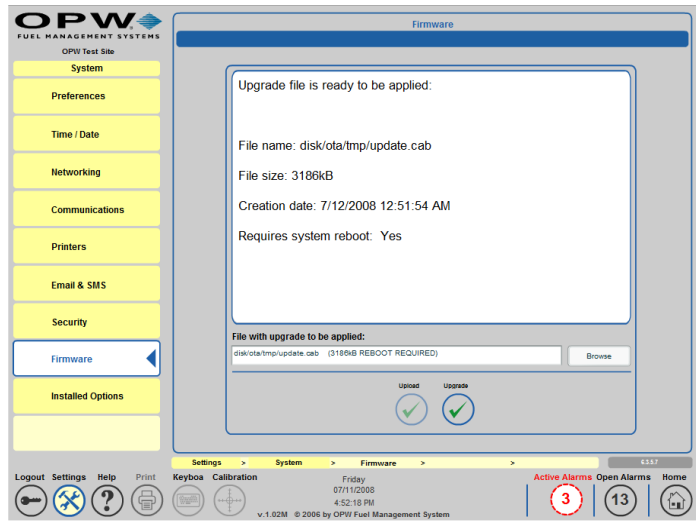 OPW
FUEL MANAGEMENT SYSTEMS
OPW Test Site
System
Preferences
Time / Date
Networking
Communications
Printers
Email & SMS
Security
Firmware
Installed Options
Firmware
Upgrade file is ready to be applied:
File name: disk/ota/tmp/update.cab
File size: 3186kB
Creation date: 7/12/2008 12:51:54 AM
Requires system reboot: Yes
File with upgrade to be applied:
disk/ota/tmp/update.cab (3186kB REBOOT REQUIRED)
Browse
Upload Upgrade
Settings > System > Firmware > >
6.3.5.7
Logout Settings Help Print Keyboa Calibration
Friday
07/11/2008
4:52:18 PM
v.1.02M © 2006 by OPW Fuel Management System
Active Alarms Open Alarms Home
3 13